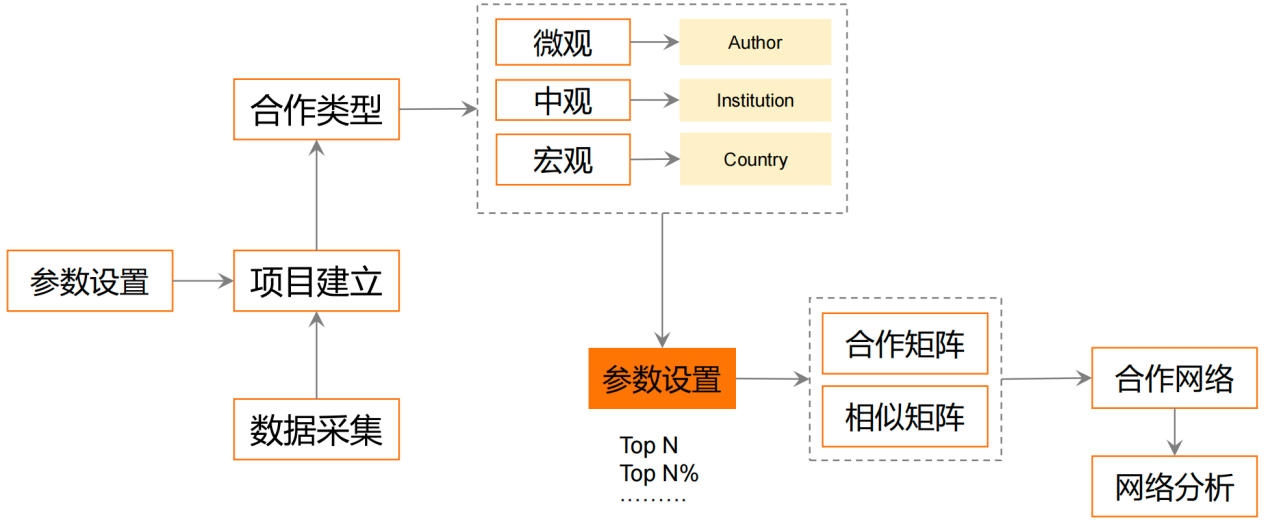 微观
Author
合作类型
中观
Institution
宏观
Country
参数设置
项目建立
数据采集
参数设置
Top N
Top N%
.........
合作矩阵
相似矩阵
合作网络
网络分析